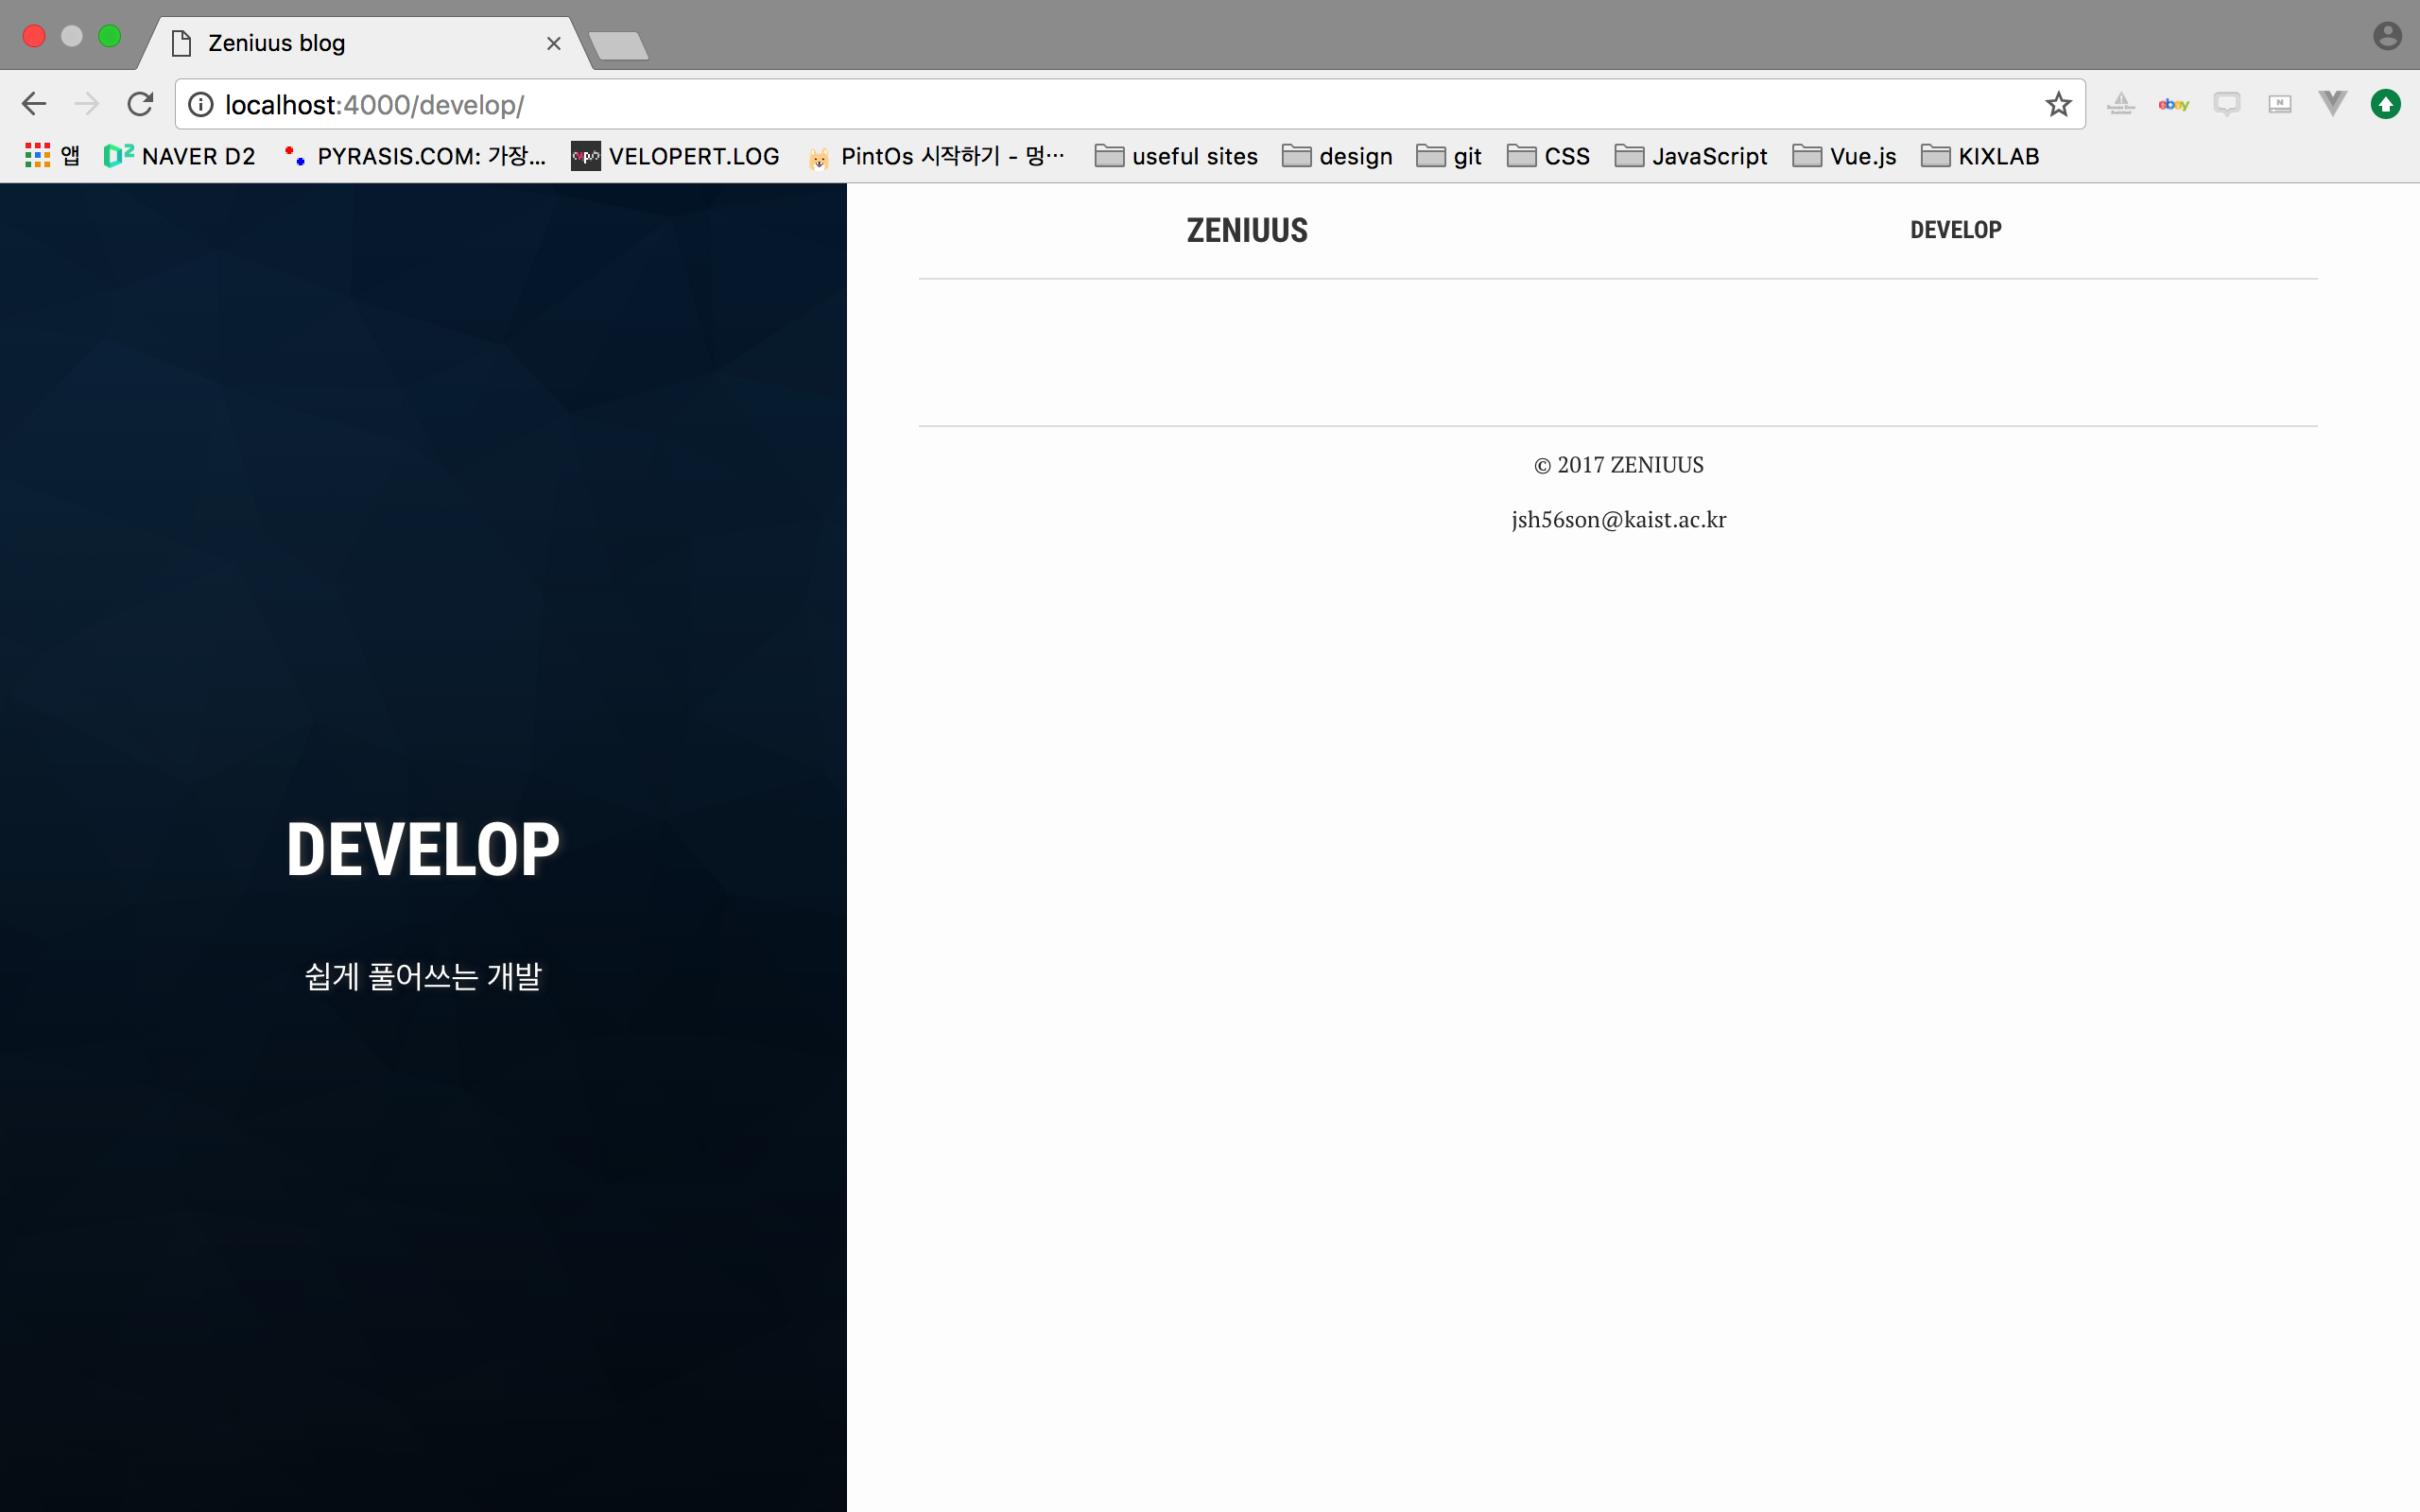 Zeniuus blog
localhost:4000/develop/
ebay
앱 NAVER D2 PYRASIS.COM: 가장... VELOPERT.LOG PintOs 시작하기 - 멍... useful sites design git CSS JavaScript Vue.js KIXLAB
ZENIUUS DEVELOP
DEVELOP
쉽게 풀어쓰는 개발
© 2017 ZENIUUS
jsh56son@kaist.ac.kr